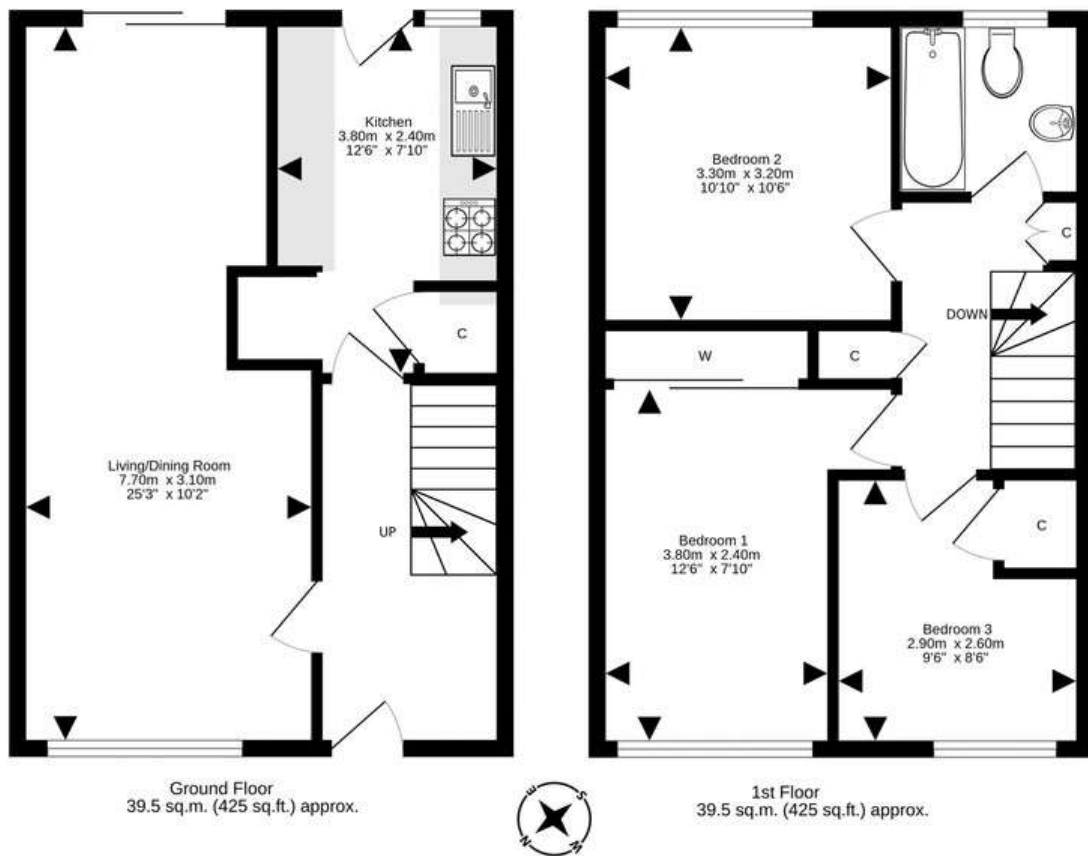 Kitchen
3.80m x 2.40m
12'6" x 7'10"
C
Living/Dining Room
7.70m x 3.10m
25'3" x 10'2"
UP
Ground Floor
39.5 sq.m. (425 sq.ft.) approx.
Bedroom 2
3.30m x 3.20m
10'10" x 10'6"
C
DOWN
W
C
Bedroom 1
3.80m x 2.40m
12'6" x 7'10"
C
Bedroom 3
2.90m x 2.60m
9'6" x 8'6"
1st Floor
39.5 sq.m. (425 sq.ft.) approx.
E
S
N
W